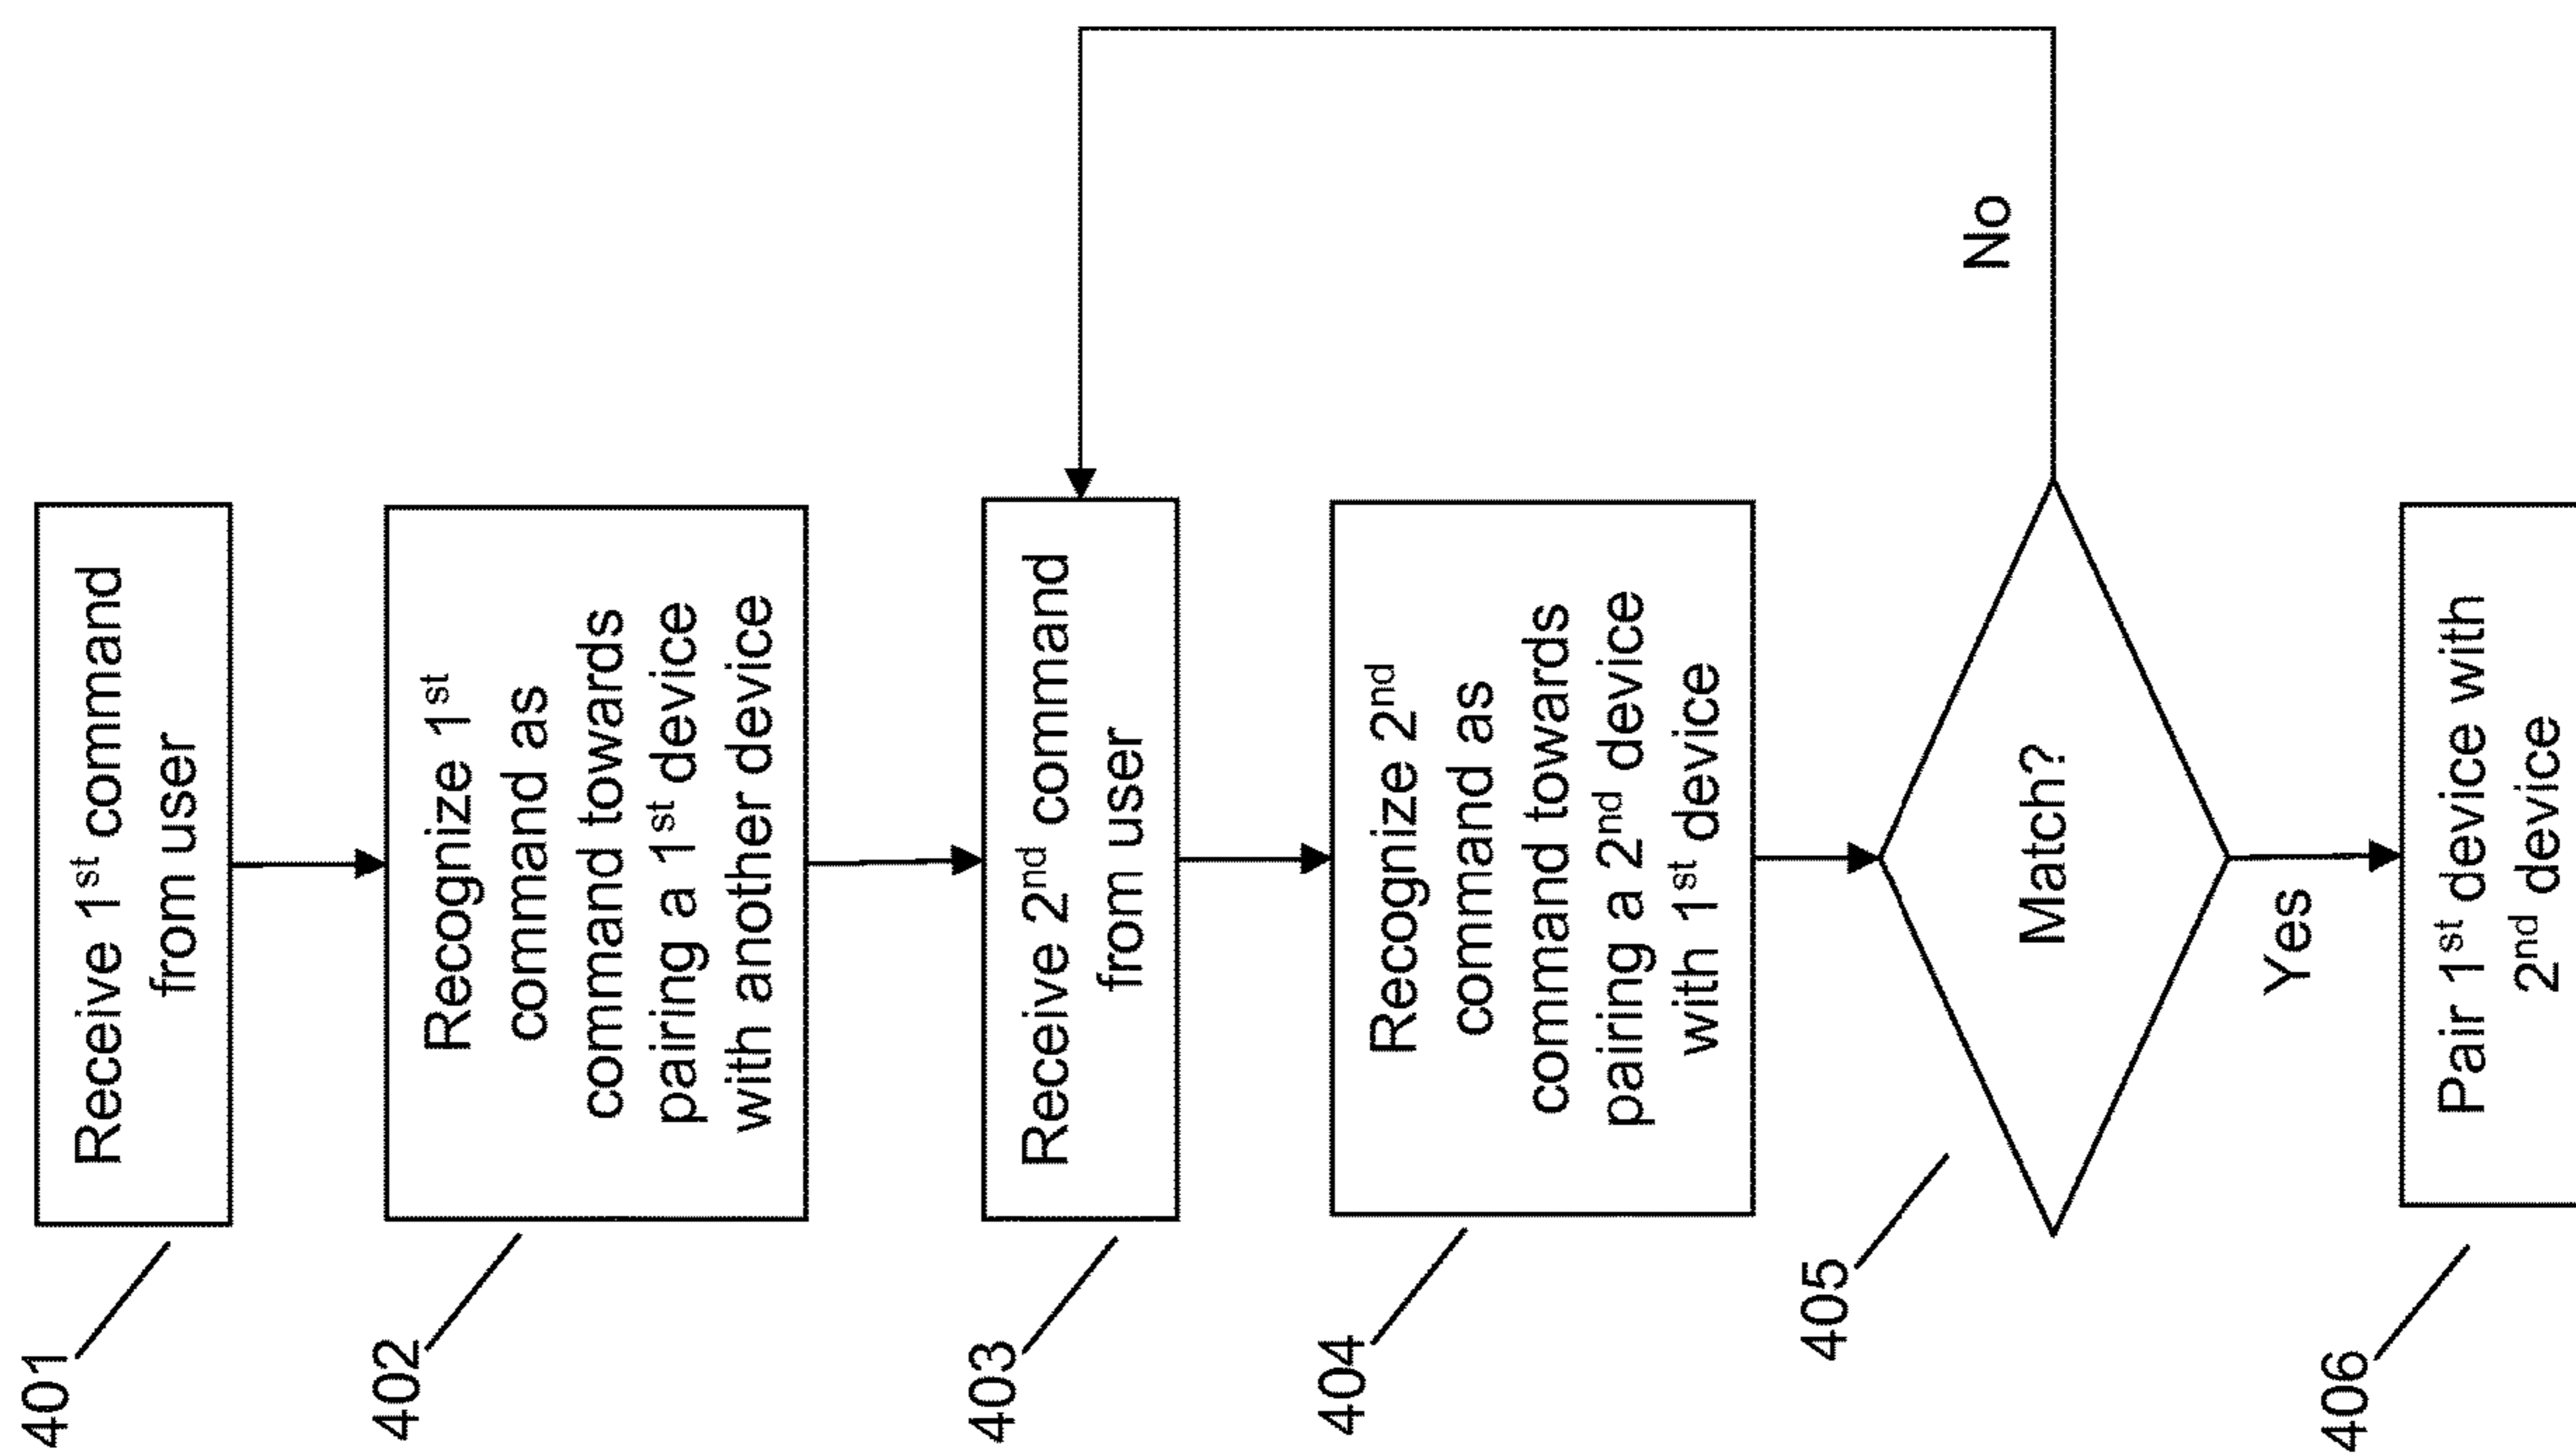 401
Receive 1st command
from user
402
Recognize 1st
command as
command towards
pairing a 1st device
with another device
403
Receive 2nd command
from user
404
Recognize 2nd
command as
command towards
pairing a 2nd device
with 1st device
405
Match?
No
Yes
406
Pair 1st device with
2nd device